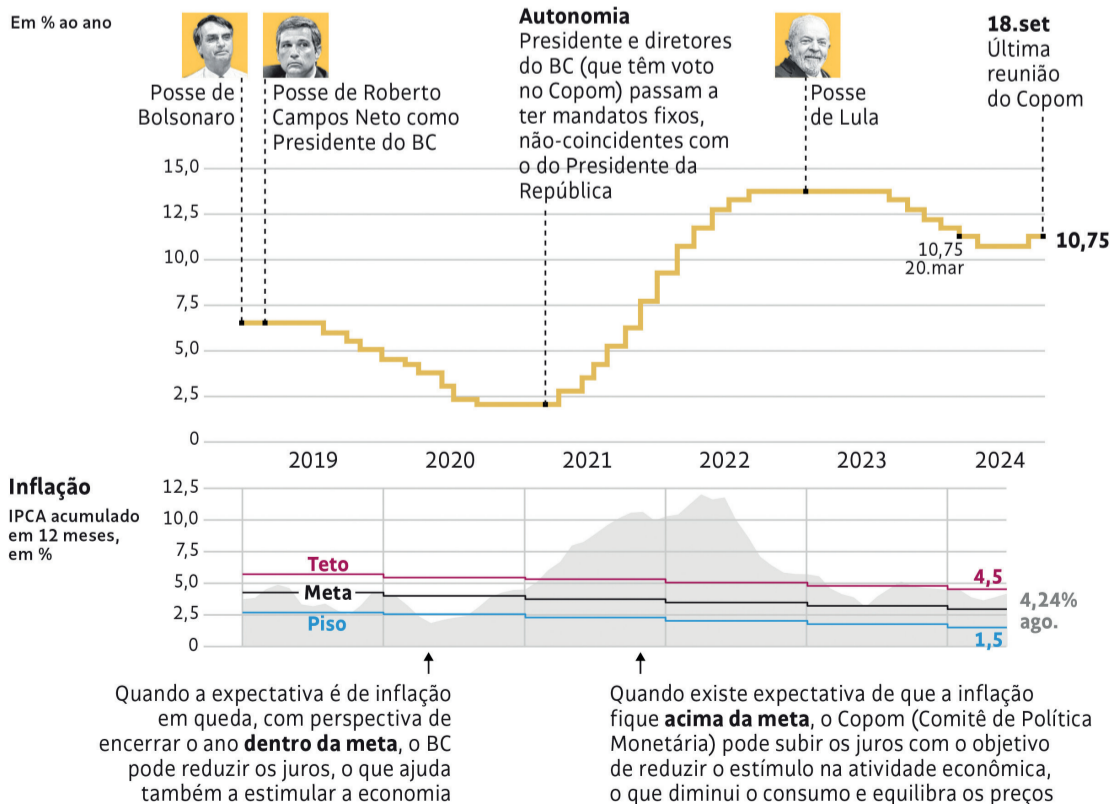 Em % ao ano
Posse de
Bolsonaro
Posse de Roberto
Campos Neto como
Presidente do BC
Autonomia
Presidente e diretores
do BC (que têm voto
no Copom) passam a
ter mandatos fixos,
não-coincidentes com
o do Presidente da
República
Posse
de Lula
18.set
Última
reunião
do Copom
15,0
12,5
10,0
7,5
5,0
2,5
0
10,75
20.mar
10,75
2019
2020
2021
2022
2023
2024
Inflação
IPCA acumulado
em 12 meses,
em %
12,5
10,0
7,5
5,0
2,5
0
Teto
Meta
Piso
4,5
4,24%
ago.
1,5
Quando a expectativa é de inflação
em queda, com perspectiva de
encerrar o ano dentro da meta, o BC
pode reduzir os juros, o que ajuda
também a estimular a economia
Quando existe expectativa de que a inflação
fique acima da meta, o Copom (Comitê de Política
Monetária) pode subir os juros com o objetivo
de reduzir o estímulo na atividade econômica,
o que diminui o consumo e equilibra os preços